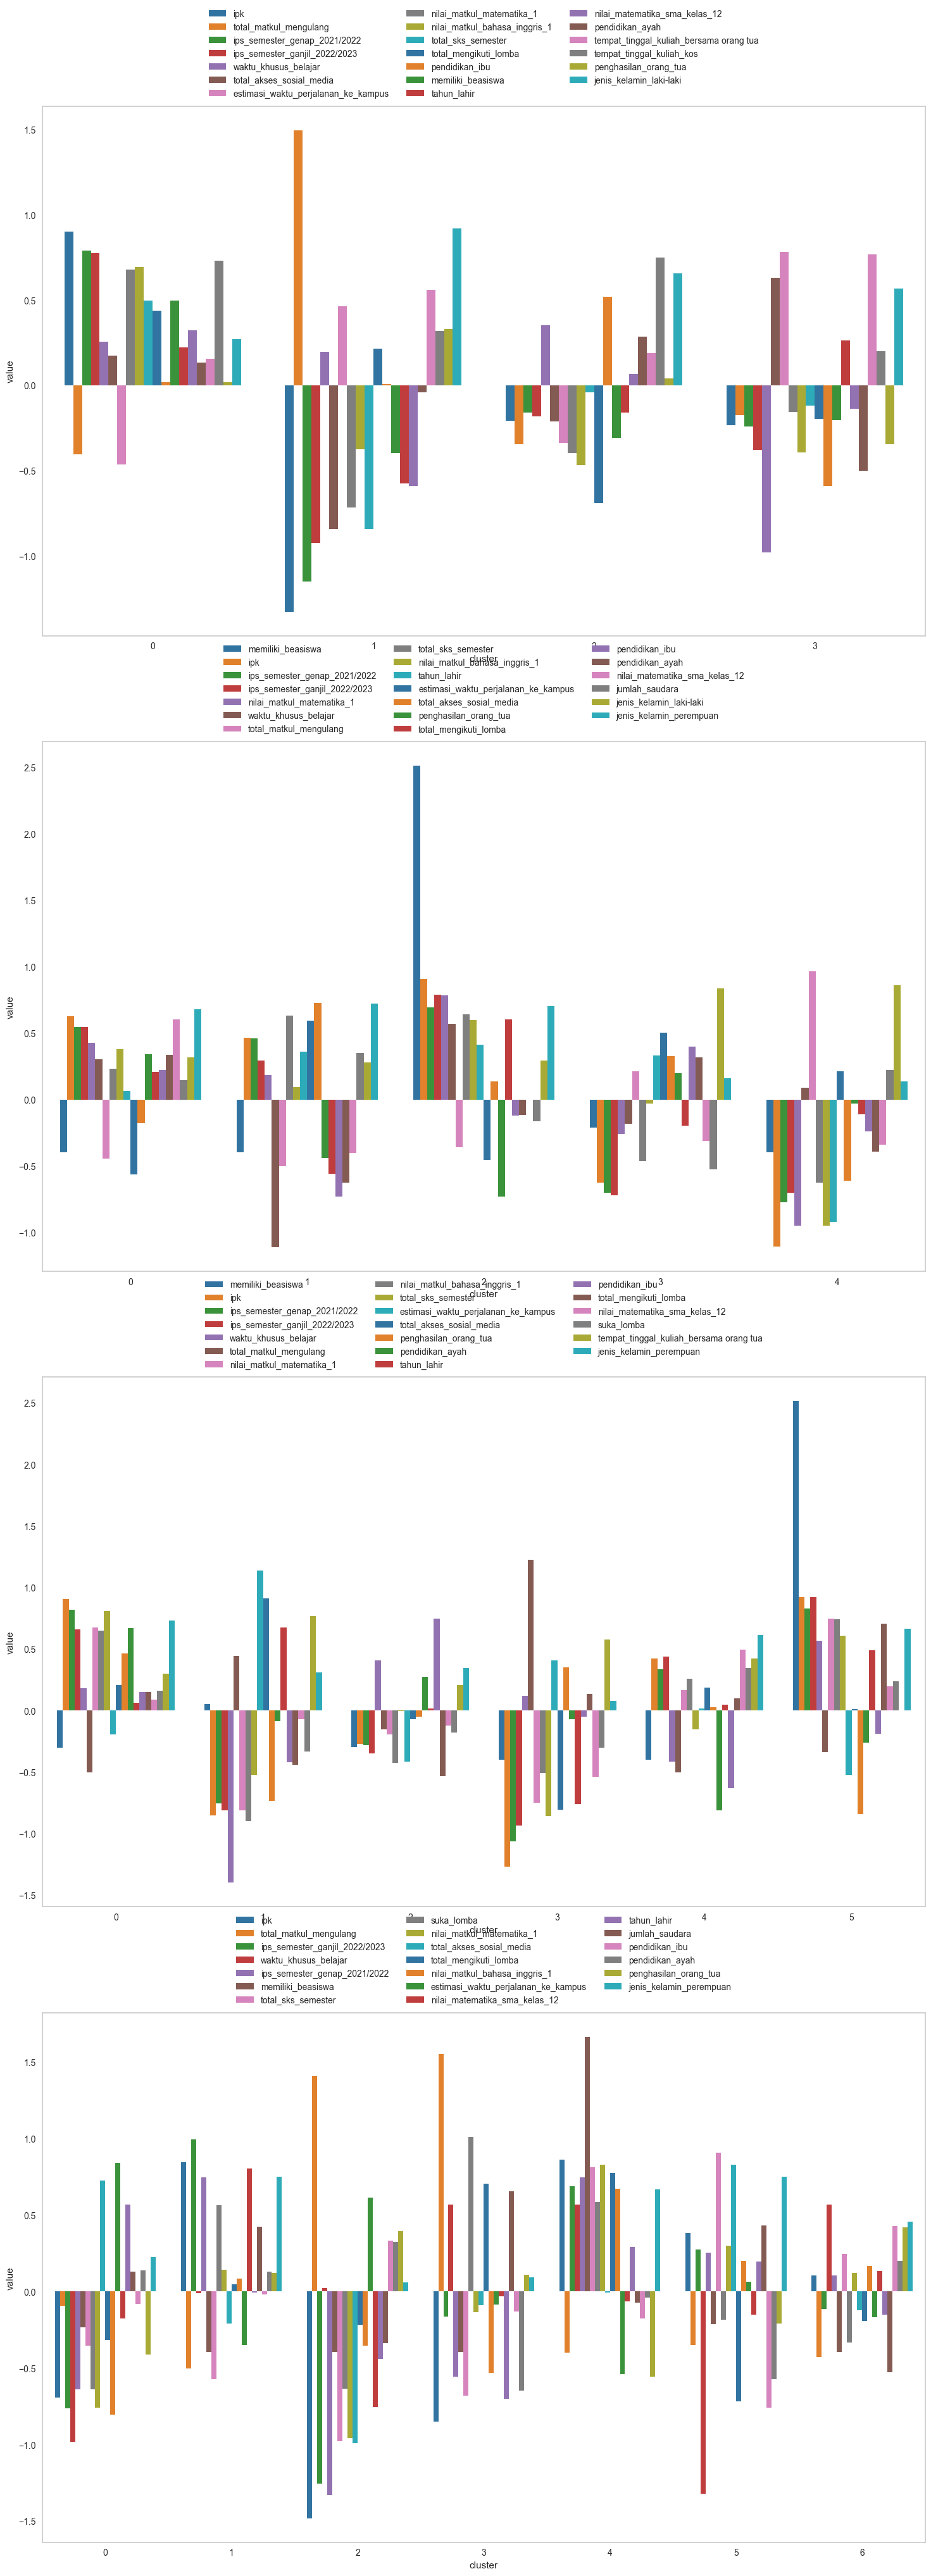 ipk
total_matkul_mengulang
ips_semester_genap_2021/2022
ips_semester_ganjil_2022/2023
waktu_khusus_belajar
total_akses_sosial_media
estimasi_waktu_perjalanan_ke_kampus
nilai_matkul_matematika_1
nilai_matkul_bahasa_inggris_1
total_sks_semester
total_mengikuti_lomba
pendidikan_ibu
memiliki_beasiswa
tahun_lahir
nilai_matematika_sma_kelas_12
pendidikan_ayah
tempat_tinggal_kuliah_bersama orang tua
tempat_tinggal_kuliah_kos
penghasilan_orang_tua
jenis_kelamin_laki-laki
1.5
1.0
0.5
0.0
−0.5
−1.0
value
0 1 2 3
cluster
memiliki_beasiswa
ipk
ips_semester_genap_2021/2022
ips_semester_ganjil_2022/2023
nilai_matkul_matematika_1
waktu_khusus_belajar
total_matkul_mengulang
total_sks_semester
nilai_matkul_bahasa_inggris_1
tahun_lahir
estimasi_waktu_perjalanan_ke_kampus
total_akses_sosial_media
penghasilan_orang_tua
total_mengikuti_lomba
pendidikan_ibu
pendidikan_ayah
nilai_matematika_sma_kelas_12
jumlah_saudara
jenis_kelamin_laki-laki
jenis_kelamin_perempuan
2.5
2.0
1.5
1.0
0.5
0.0
−0.5
−1.0
value
0 1 2 3 4
cluster
memiliki_beasiswa
ipk
ips_semester_genap_2021/2022
ips_semester_ganjil_2022/2023
waktu_khusus_belajar
total_matkul_mengulang
nilai_matkul_matematika_1
nilai_matkul_bahasa_inggris_1
total_sks_semester
estimasi_waktu_perjalanan_ke_kampus
total_akses_sosial_media
penghasilan_orang_tua
pendidikan_ayah
tahun_lahir
pendidikan_ibu
total_mengikuti_lomba
nilai_matematika_sma_kelas_12
suka_lomba
tempat_tinggal_kuliah_bersama orang tua
jenis_kelamin_perempuan
2.5
2.0
1.5
1.0
0.5
0.0
−0.5
−1.0
−1.5
value
0 1 2 3 4 5
cluster
ipk
total_matkul_mengulang
ips_semester_ganjil_2022/2023
waktu_khusus_belajar
ips_semester_genap_2021/2022
memiliki_beasiswa
total_sks_semester
suka_lomba
nilai_matkul_matematika_1
total_akses_sosial_media
total_mengikuti_lomba
nilai_matkul_bahasa_inggris_1
estimasi_waktu_perjalanan_ke_kampus
nilai_matematika_sma_kelas_12
tahun_lahir
jumlah_saudara
pendidikan_ibu
pendidikan_ayah
penghasilan_orang_tua
jenis_kelamin_perempuan
1.5
1.0
0.5
0.0
−0.5
−1.0
−1.5
value
0 1 2 3 4 5 6
cluster